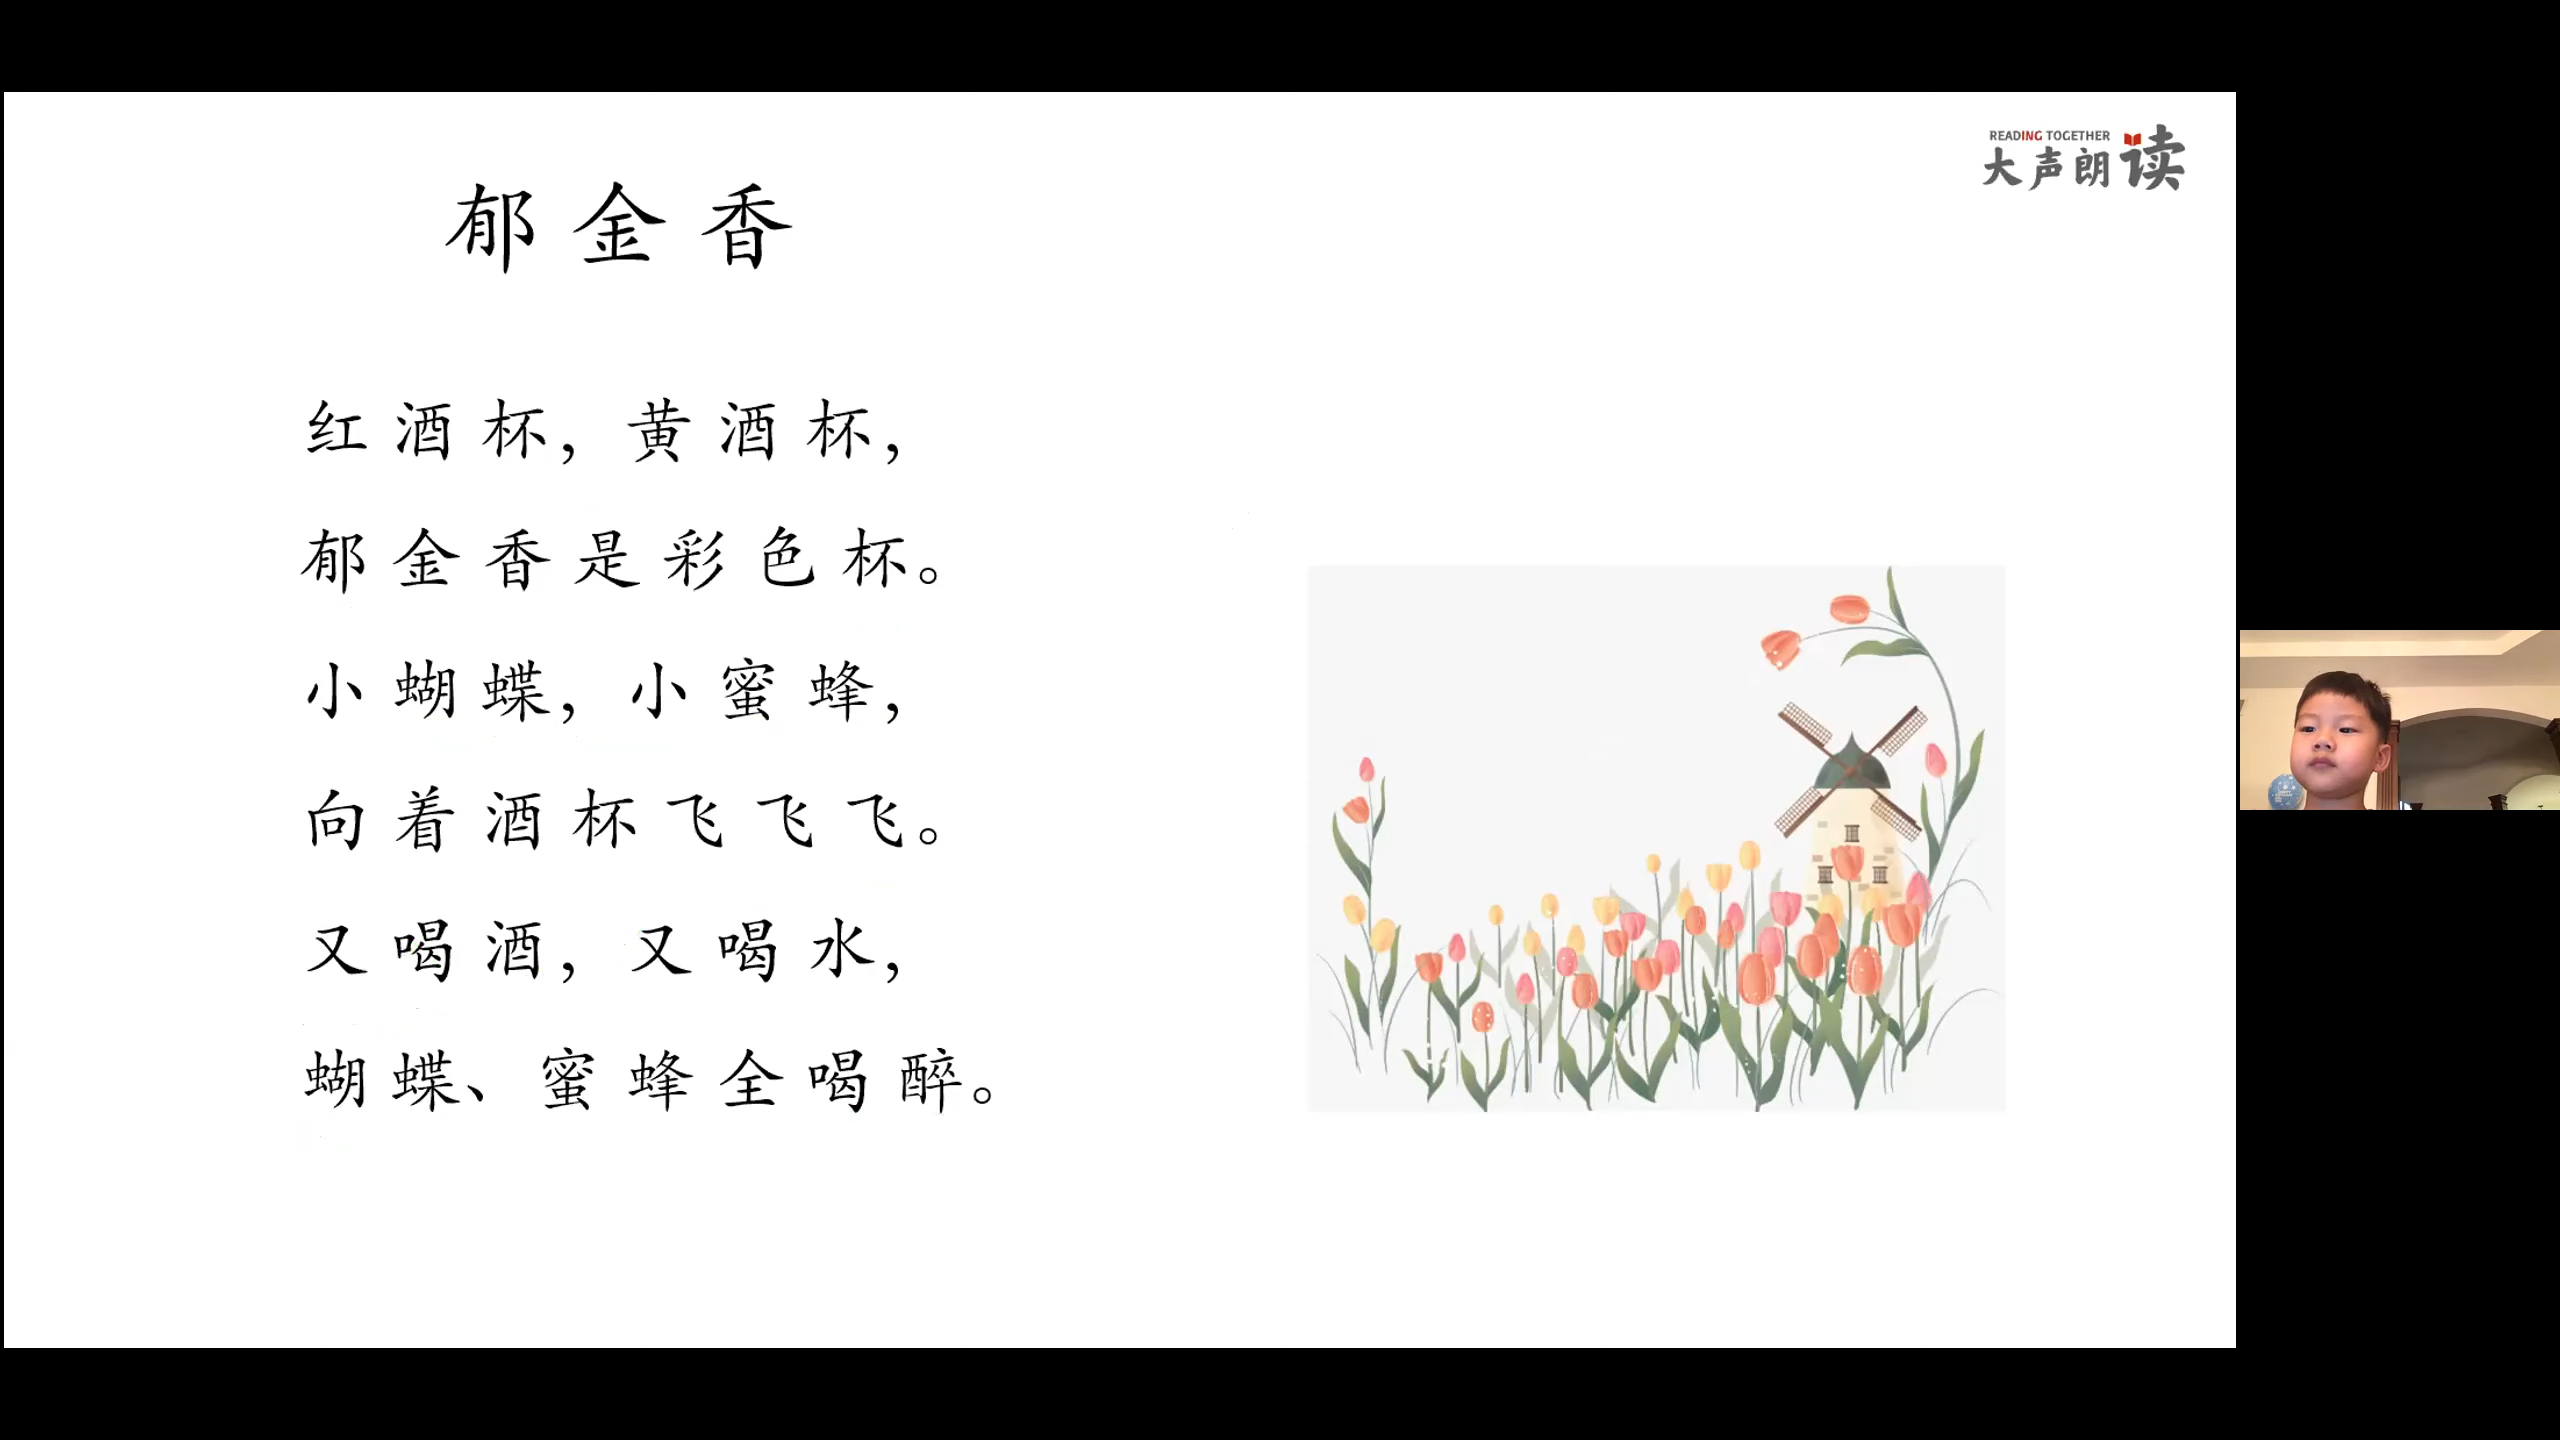 READING TOGETHER
大声朗读
郁金香
红酒杯，黄酒杯，
郁金香是彩色杯。
小蝴蝶，小蜜蜂，
向着酒杯飞飞飞。
又喝酒，又喝水，
蝴蝶、蜜蜂全喝醉。